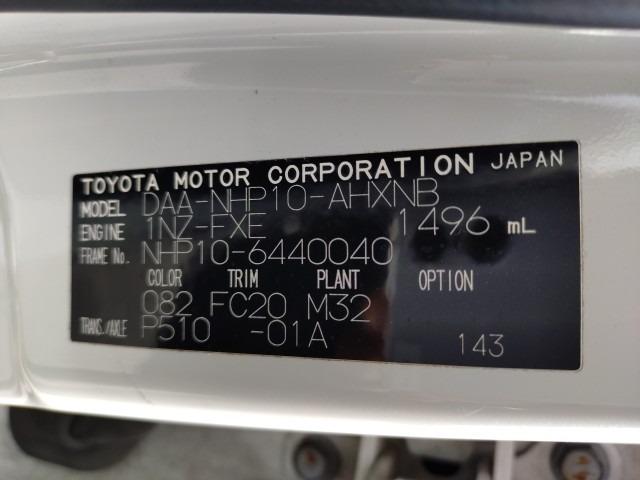 TOYOTA MOTOR CORPORATION JAPAN
MODEL DAA-NHP10-AHXNB
ENGINE 1NZ-FXE 1496 mL
FRAME No. NHP10-6440040
COLOR TRIM PLANT OPTION
082 FC20 M32
TRANS./AXLE P510 -01A
143